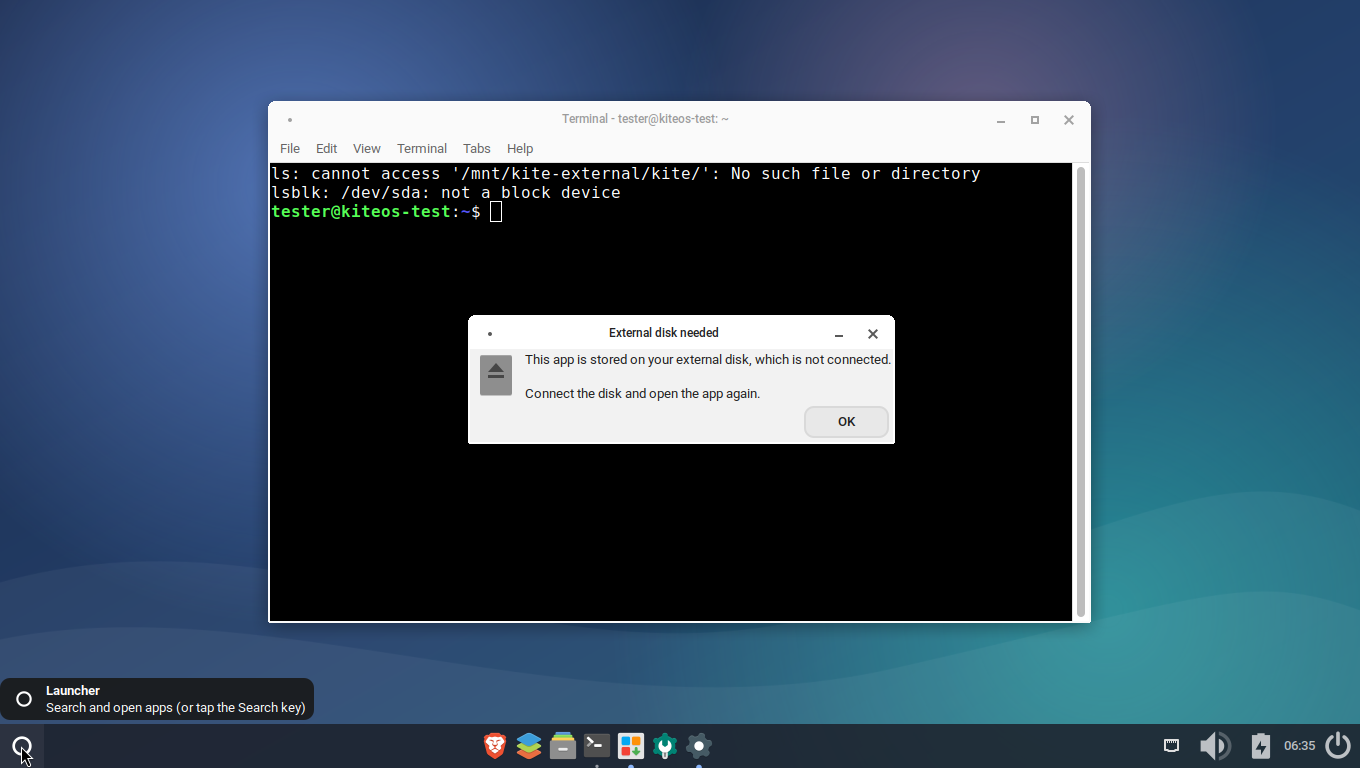 Terminal - tester@kiteos-test: ~
File Edit View Terminal Tabs Help
ls: cannot access '/mnt/kite-external/kite/': No such file or directory
lsblk: /dev/sda: not a block device
tester@kiteos-test:~$
External disk needed
This app is stored on your external disk, which is not connected.
Connect the disk and open the app again.
OK
Launcher
Search and open apps (or tap the Search key)
06:35